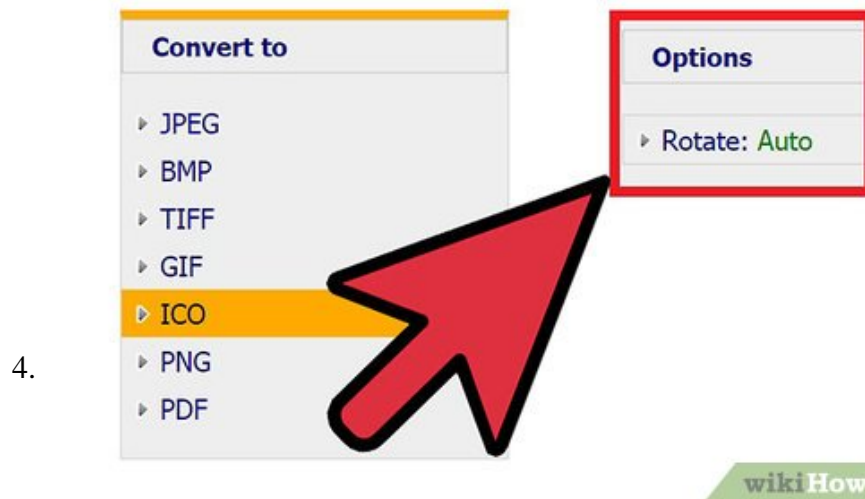 Convert to
JPEG
BMP
TIFF
GIF
ICO
PNG
PDF
Options
Rotate: Auto
4.
wikiHow